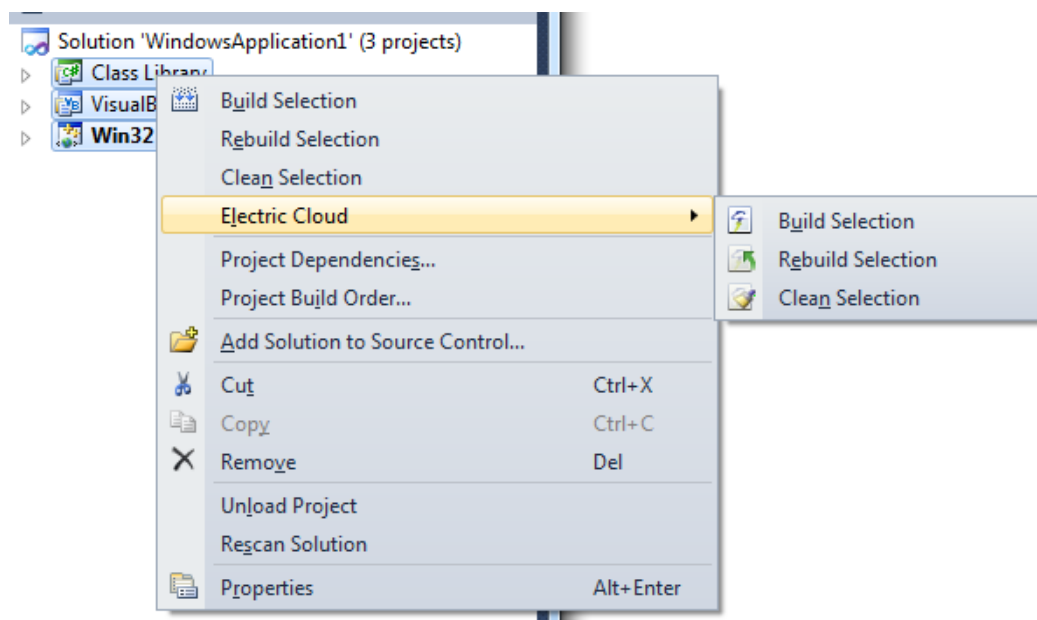 Solution 'WindowsApplication1' (3 projects)
Class Library
VisualB
Win32
Build Selection
Rebuild Selection
Clean Selection
Electric Cloud
Build Selection
Rebuild Selection
Clean Selection
Project Dependencies...
Project Build Order...
Add Solution to Source Control...
Cut Ctrl+X
Copy Ctrl+C
Remove Del
Unload Project
Rescan Solution
Properties Alt+Enter